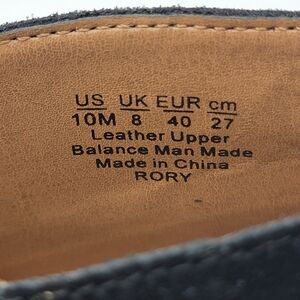 US UK EUR cm
10M 8 40 27
Leather Upper
Balance Man Made
Made in China
RORY